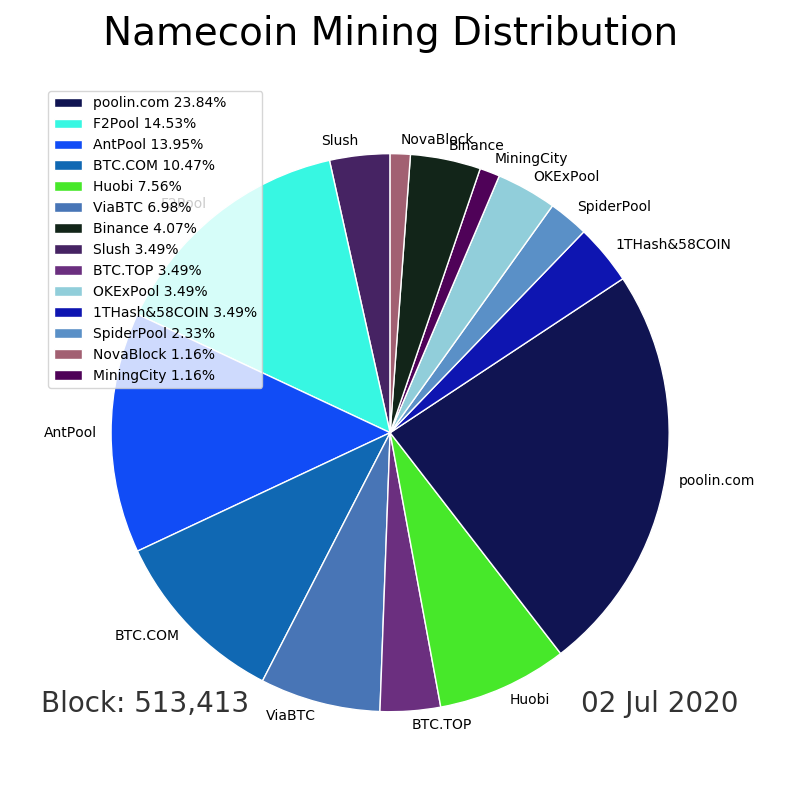 Namecoin Mining Distribution
poolin.com 23.84%
F2Pool 14.53%
AntPool 13.95%
BTC.COM 10.47%
Huobi 7.56%
ViaBTC 6.98%
Binance 4.07%
Slush 3.49%
BTC.TOP 3.49%
OKExPool 3.49%
1THash&58COIN 3.49%
SpiderPool 2.33%
NovaBlock 1.16%
MiningCity 1.16%
Slush
NovaBlock
Binance
MiningCity
OKExPool
SpiderPool
1THash&58COIN
F2Pool
AntPool
poolin.com
BTC.COM
ViaBTC
BTC.TOP
Huobi
Block: 513,413
02 Jul 2020